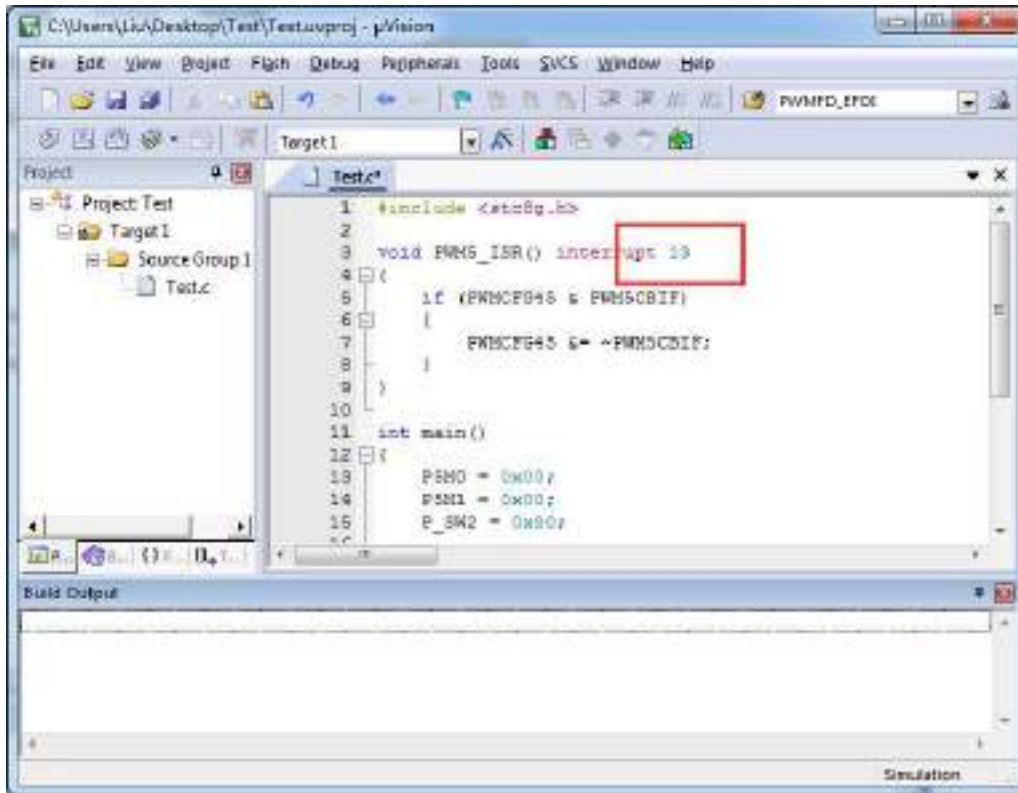 C:\Users\Liu\Desktop\Test\Test.uvproj - µVision
File Edit View Project Flash Debug Peripherals Tools SVCS Window Help
PWMFD_EFDI
Target 1
Project
Test.c*
Project: Test
Target 1
Source Group 1
Test.c
1 #include <stc8g.h>
2
3 void PWM5_ISR() interrupt 13
4 {
5 if (PWMCFG45 & PWM5CBIF)
6 {
7 PWMCFG45 &= ~PWM5CBIF;
8 }
9 }
10
11 int main()
12 {
13 P5M0 = 0x00;
14 P5M1 = 0x00;
15 P_SW2 = 0x80;
Build Output
Simulation